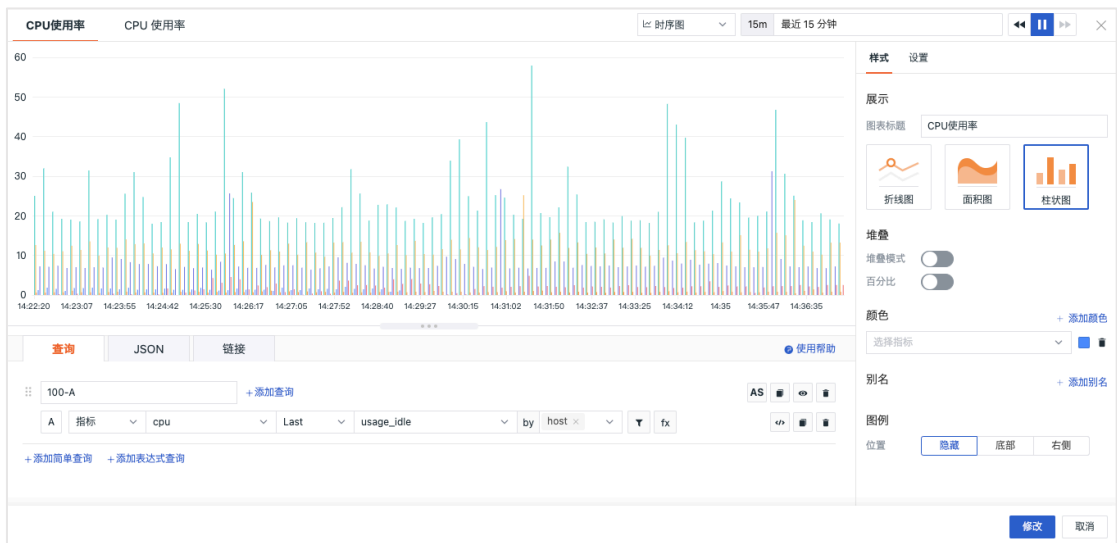 CPU使用率 CPU 使用率 时序图 15m 最近 15 分钟
60
50
40
30
20
10
0
14:22:20 14:23:07 14:23:55 14:24:42 14:25:30 14:26:17 14:27:05 14:27:52 14:28:40 14:29:27 14:30:15 14:31:02 14:31:50 14:32:37 14:33:25 14:34:12 14:35 14:35:47 14:36:35
查询 JSON 链接 使用帮助
100-A +添加查询 AS
A 指标 cpu Last usage_idle by host × fx </>
+添加简单查询 +添加表达式查询
样式 设置
展示
图表标题 CPU使用率
折线图 面积图 柱状图
堆叠
堆叠模式
百分比
颜色 + 添加颜色
选择指标
别名 + 添加别名
图例
位置 隐藏 底部 右侧
修改 取消